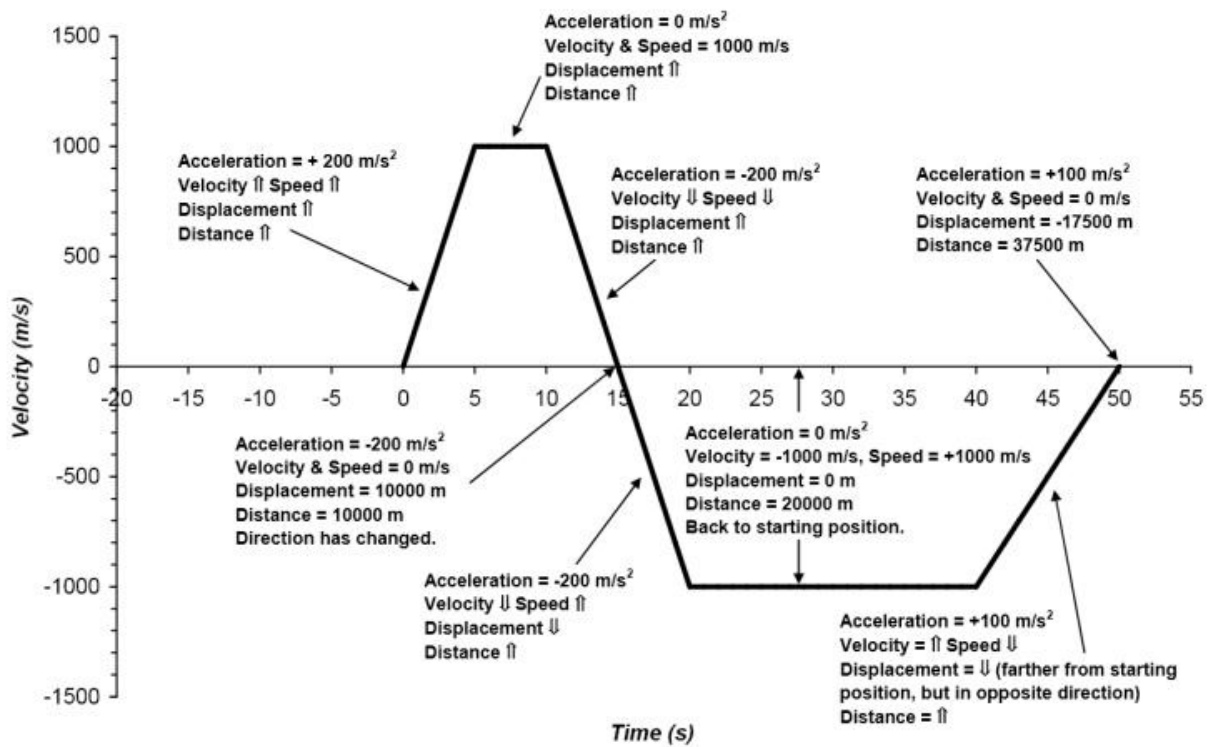 Acceleration = 0 m/s²
Velocity & Speed = 1000 m/s
Displacement ⇑
Distance ⇑
Acceleration = + 200 m/s²
Velocity ⇑ Speed ⇑
Displacement ⇑
Distance ⇑
Acceleration = -200 m/s²
Velocity ⇓ Speed ⇓
Displacement ⇑
Distance ⇑
Acceleration = +100 m/s²
Velocity & Speed = 0 m/s
Displacement = -17500 m
Distance = 37500 m
1500
1000
500
0
-500
-1000
-1500
Velocity (m/s)
-20 -15 -10 -5 0 5 10 15 20 25 30 35 40 45 50 55
Acceleration = -200 m/s²
Velocity & Speed = 0 m/s
Displacement = 10000 m
Distance = 10000 m
Direction has changed.
Acceleration = 0 m/s²
Velocity = -1000 m/s, Speed = +1000 m/s
Displacement = 0 m
Distance = 20000 m
Back to starting position.
Acceleration = -200 m/s²
Velocity ⇓ Speed ⇑
Displacement ⇓
Distance ⇑
Acceleration = +100 m/s²
Velocity = ⇑ Speed ⇓
Displacement = ⇓ (farther from starting
position, but in opposite direction)
Distance = ⇑
Time (s)